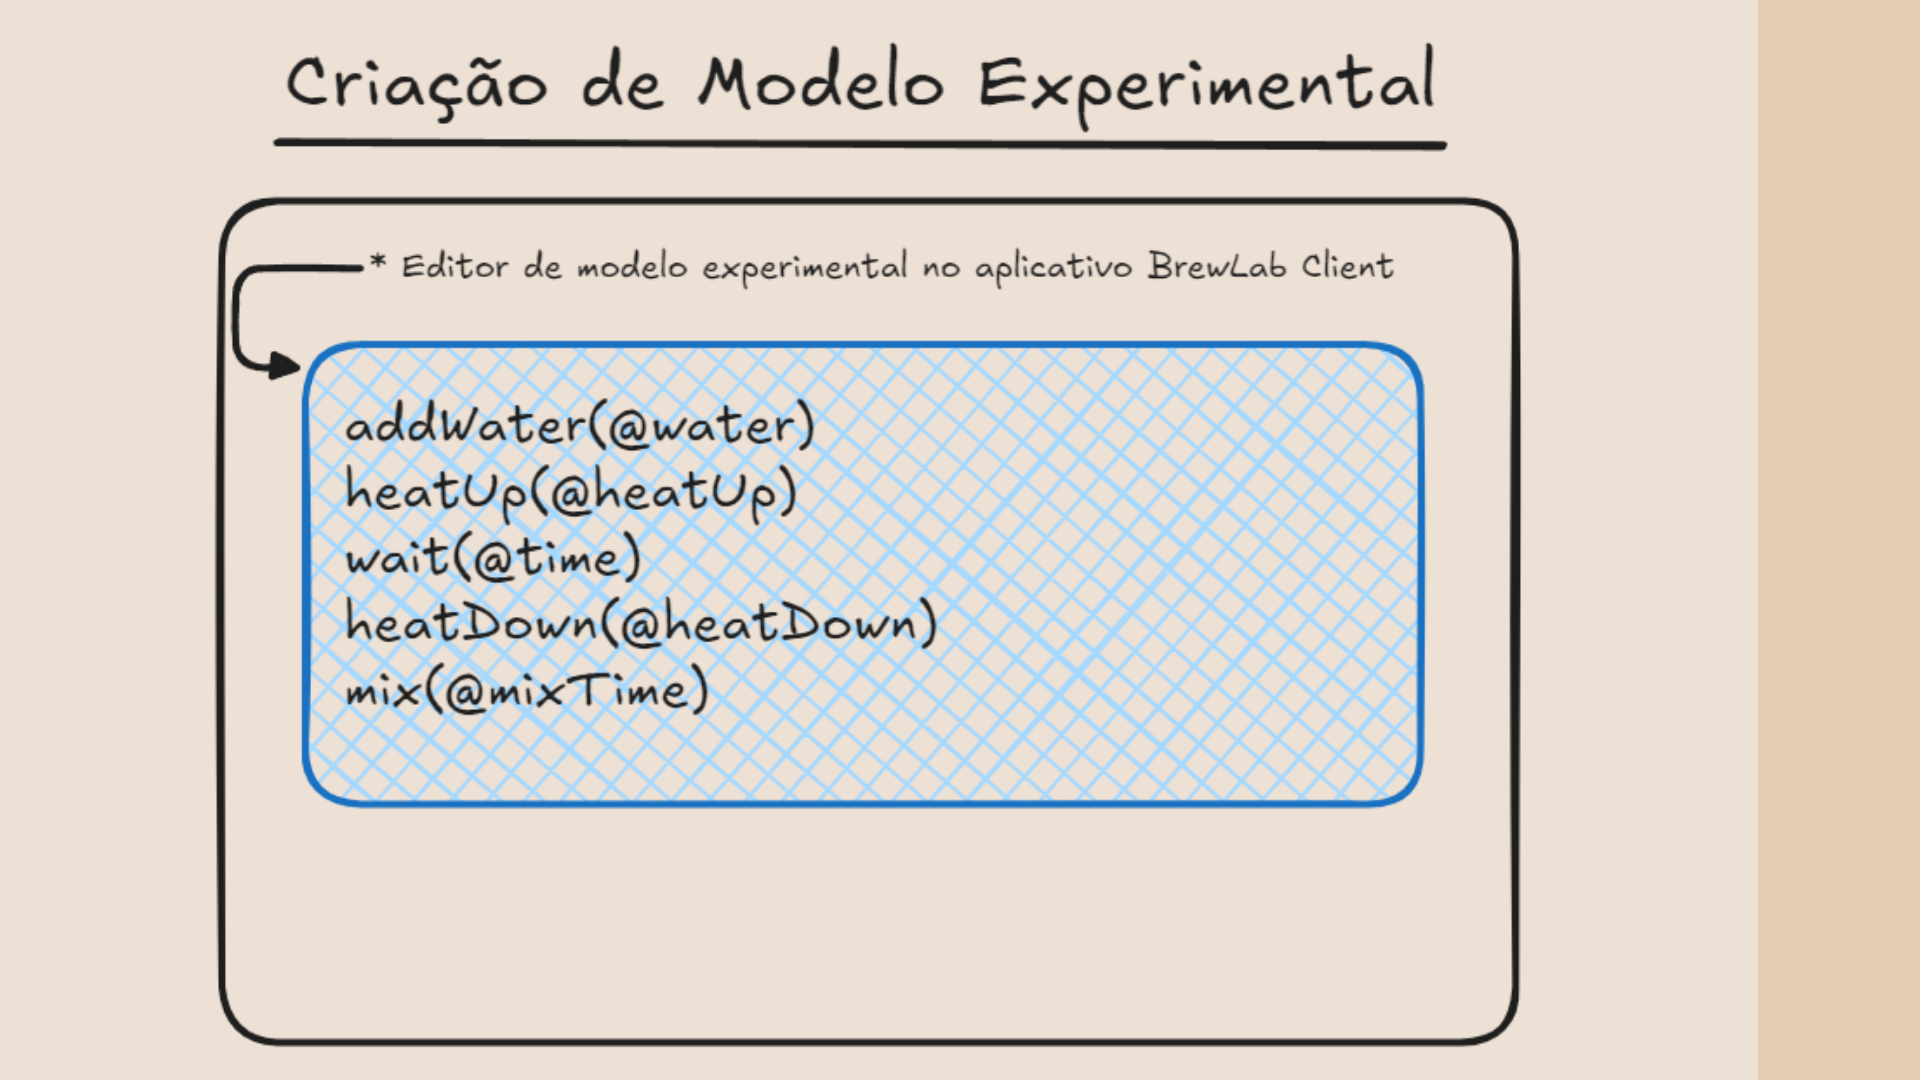 Criação de Modelo Experimental
* Editor de modelo experimental no aplicativo BrewLab Client
addWater(@water)
heatUp(@heatUp)
wait(@time)
heatDown(@heatDown)
mix(@mixTime)